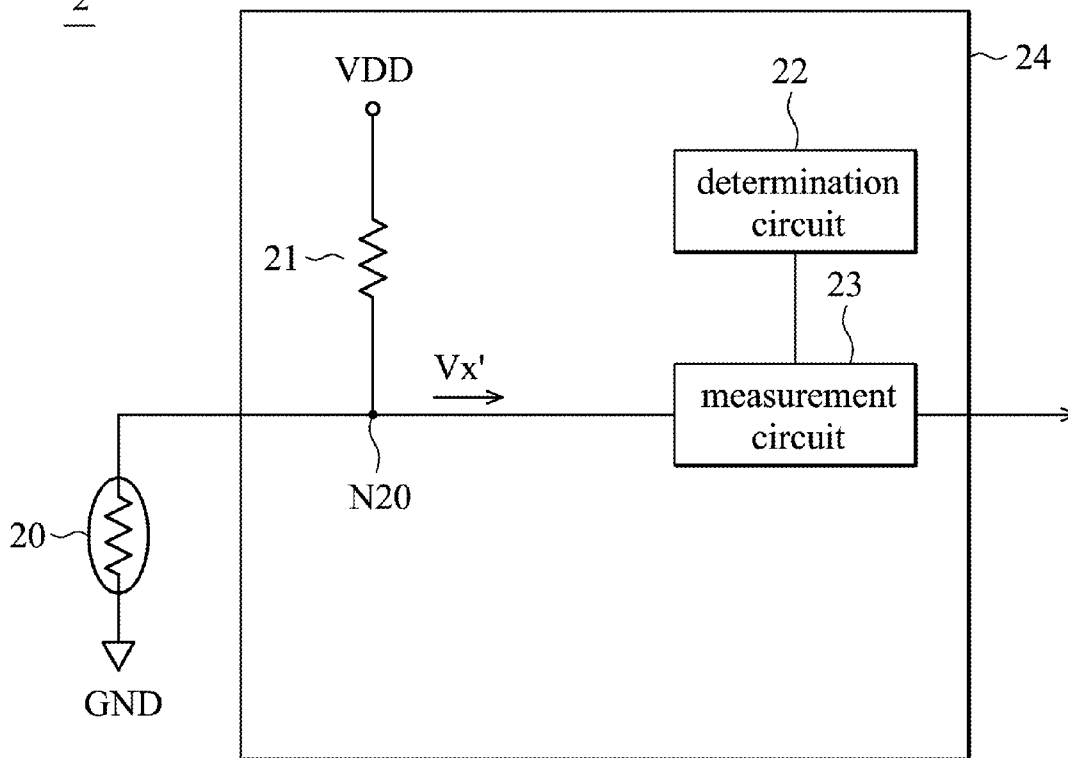 2
24
VDD
22
determination
circuit
21
23
Vx'
measurement
circuit
N20
20
GND